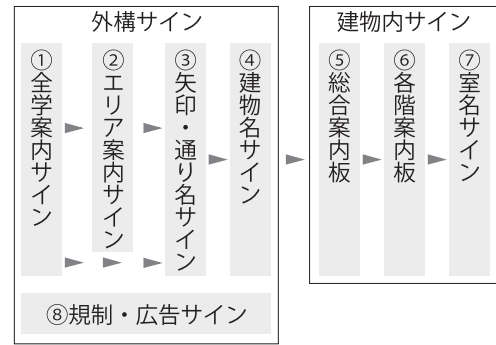 外構サイン
①全学案内サイン
②エリア案内サイン
③矢印・通り名サイン
④建物名サイン
⑧規制・広告サイン
建物内サイン
⑤総合案内板
⑥各階案内板
⑦室名サイン